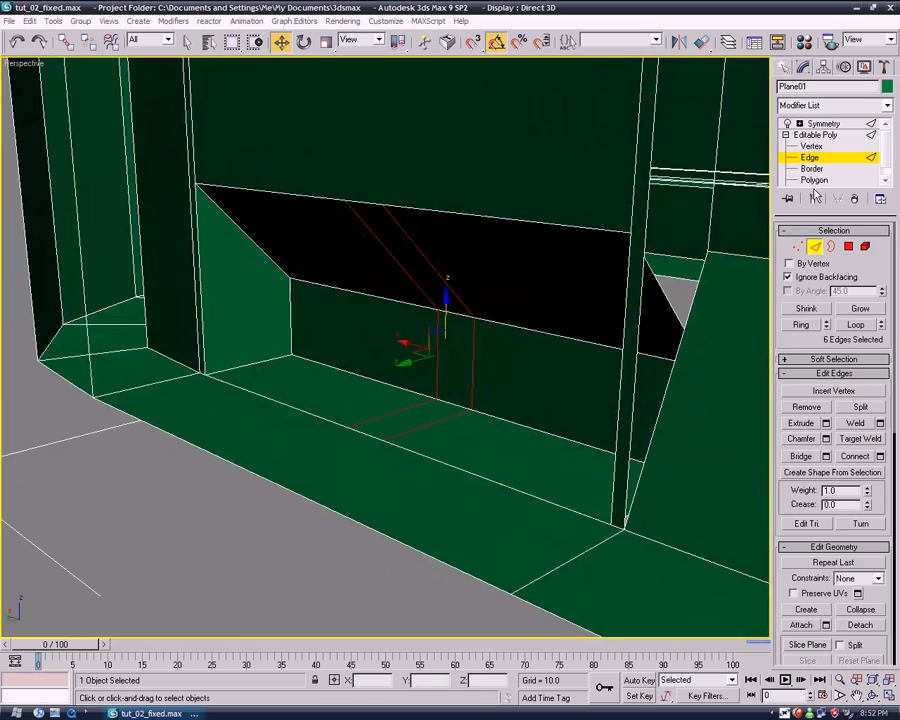 tut_02_fixed.max - Project Folder: C:\Documents and Settings\Me\My Documents\3dsmax - Autodesk 3ds Max 9 SP2 - Display : Direct 3D
File Edit Tools Group Views Create Modifiers reactor Animation Graph Editors Rendering Customize MAXScript Help
All View View
Perspective
Plane01
Modifier List
Symmetry
Editable Poly
Vertex
Edge
Border
Polygon
Selection
By Vertex
Ignore Backfacing
By Angle: 45.0
Shrink Grow
Ring Loop
6 Edges Selected
Soft Selection
Edit Edges
Insert Vertex
Remove Split
Extrude Weld
Chamfer Target Weld
Bridge Connect
Create Shape From Selection
Weight: 1.0
Crease: 0.0
Edit Tri. Turn
Edit Geometry
Repeat Last
Constraints: None
Preserve UVs
Create Collapse
Attach Detach
Slice Plane Split
Slice Reset Plane
z
x
y
z
x
0 / 100
0 5 10 15 20 25 30 35 40 45 50 55 60 65 70 75 80 85 90 95 100
1 Object Selected X: Y: Z: Grid = 10.0 Auto Key Selected
Click or click-and-drag to select objects Add Time Tag Set Key Key Filters... 0
tut_02_fixed.max ... 8:52 PM